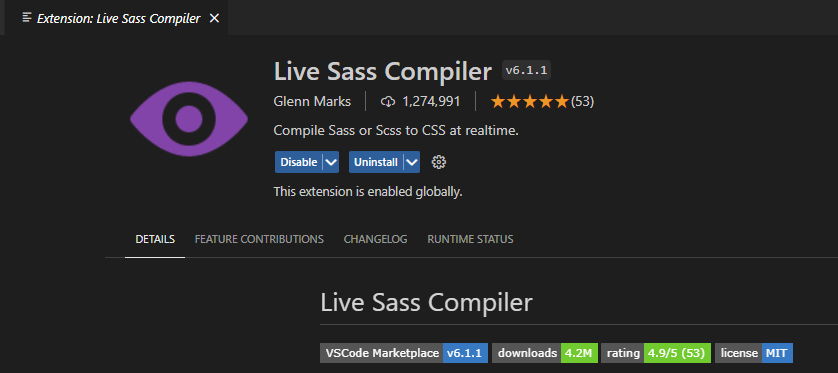 Extension: Live Sass Compiler
Live Sass Compiler v6.1.1
Glenn Marks 1,274,991 (53)
Compile Sass or Scss to CSS at realtime.
Disable Uninstall
This extension is enabled globally.
DETAILS FEATURE CONTRIBUTIONS CHANGELOG RUNTIME STATUS
Live Sass Compiler
VSCode Marketplace v6.1.1 downloads 4.2M rating 4.9/5 (53) license MIT